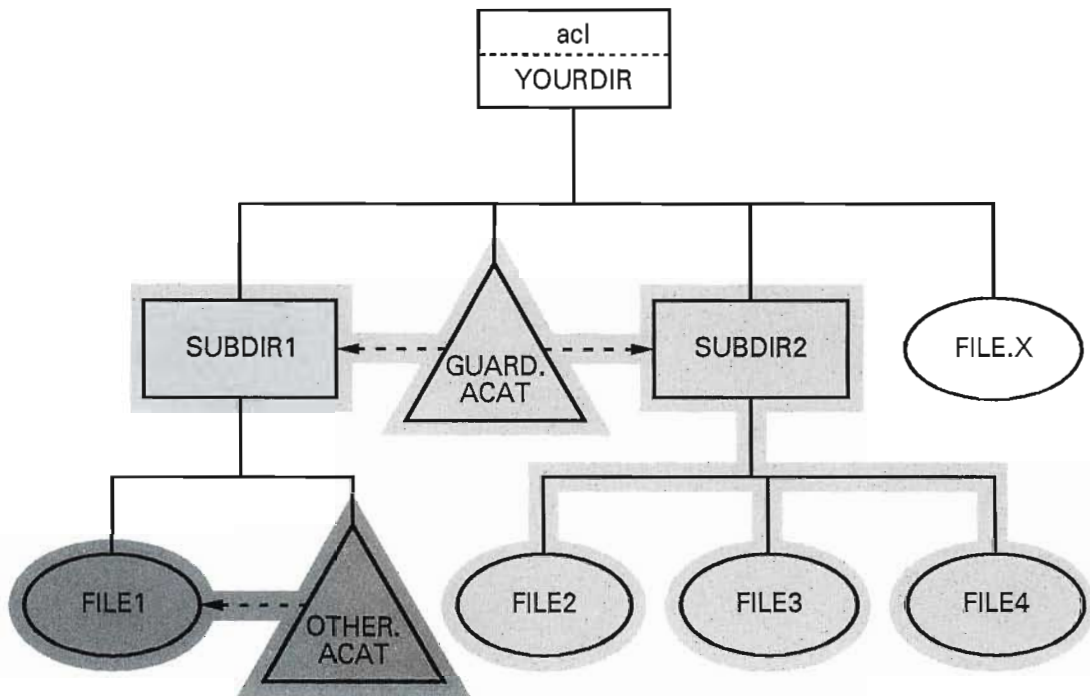 acl
YOURDIR
SUBDIR1
GUARD.
ACAT
SUBDIR2
FILE.X
FILE1
OTHER.
ACAT
FILE2
FILE3
FILE4